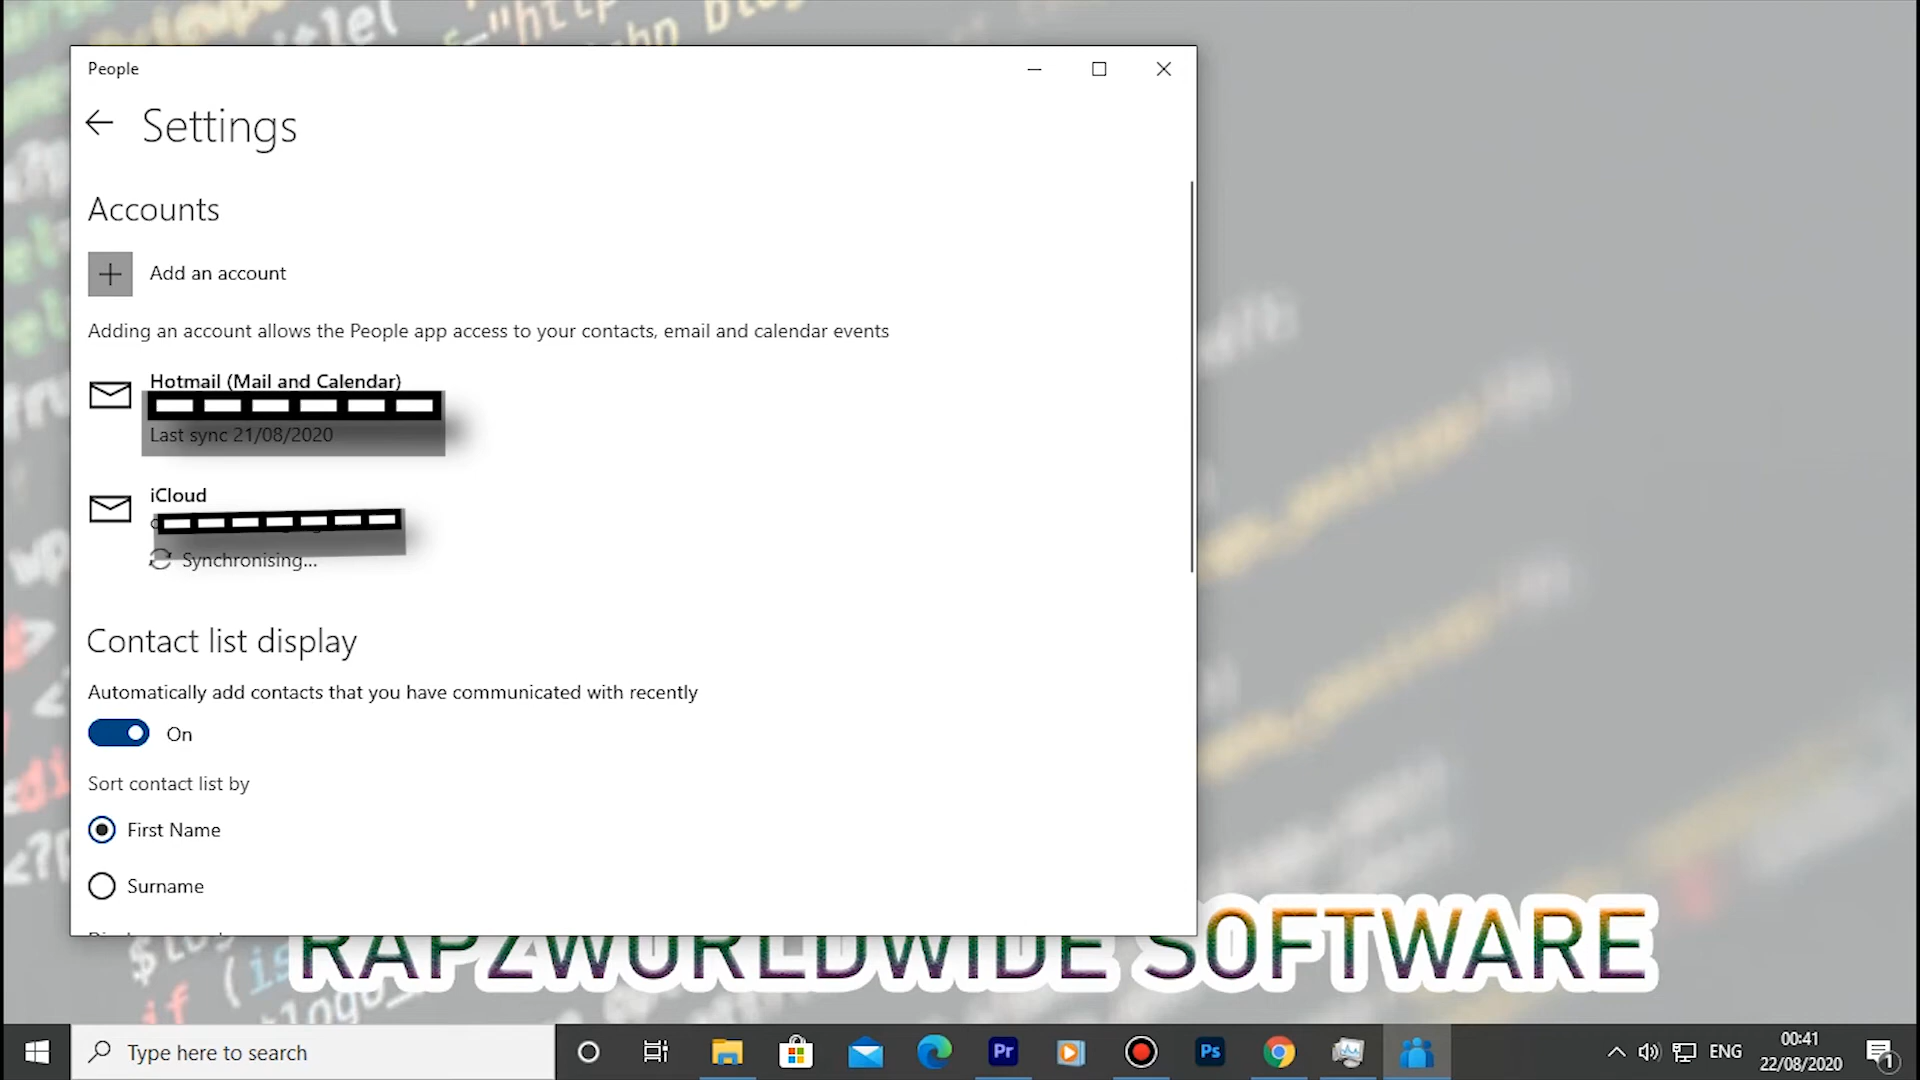 People
Settings
Accounts
Add an account
Adding an account allows the People app access to your contacts, email and calendar events
Hotmail (Mail and Calendar)
Last sync 21/08/2020
iCloud
Synchronising...
Contact list display
Automatically add contacts that you have communicated with recently
On
Sort contact list by
First Name
Surname
RAPZWORLDWIDE SOFTWARE
Type here to search
Pr
Ps
ENG
00:41
22/08/2020
1